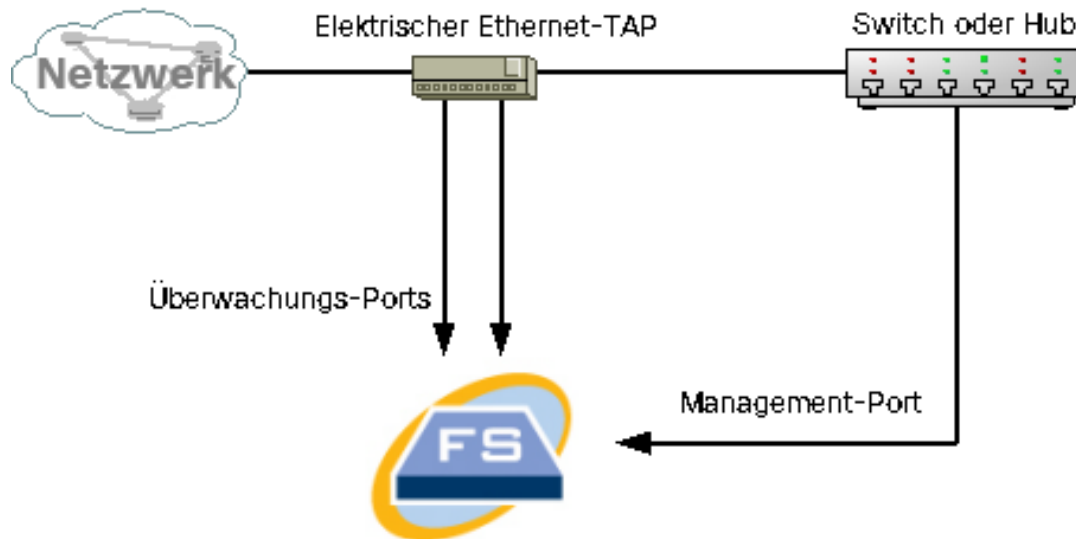 Elektrischer Ethernet-TAP
Switch oder Hub
Netzwerk
Überwachungs-Ports
Management-Port
FS